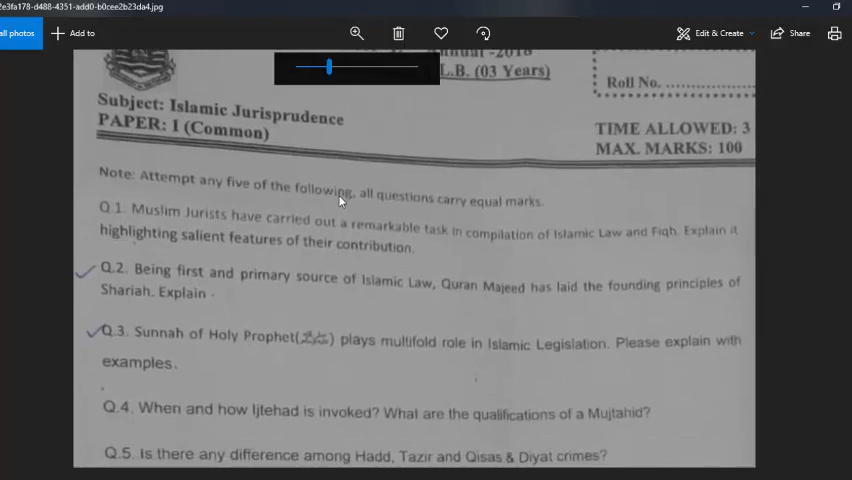 2e3fa178-d488-4351-add0-b0cee2b23da4.jpg
all photos
Add to
Edit & Create
Share
Annual -2018
L.B. (03 Years)
Roll No. ......................
Subject: Islamic Jurisprudence
PAPER: I (Common)
TIME ALLOWED: 3
MAX. MARKS: 100
Note: Attempt any five of the following, all questions carry equal marks.
Q.1. Muslim Jurists have carried out a remarkable task in compilation of Islamic Law and Fiqh. Explain it
highlighting salient features of their contribution.
Q.2. Being first and primary source of Islamic Law, Quran Majeed has laid the founding principles of
Shariah. Explain
Q.3. Sunnah of Holy Prophet(ﷺ) plays multifold role in Islamic Legislation. Please explain with
examples.
Q.4. When and how Ijtehad is invoked? What are the qualifications of a Mujtahid?
Q.5. Is there any difference among Hadd, Tazir and Qisas & Diyat crimes?